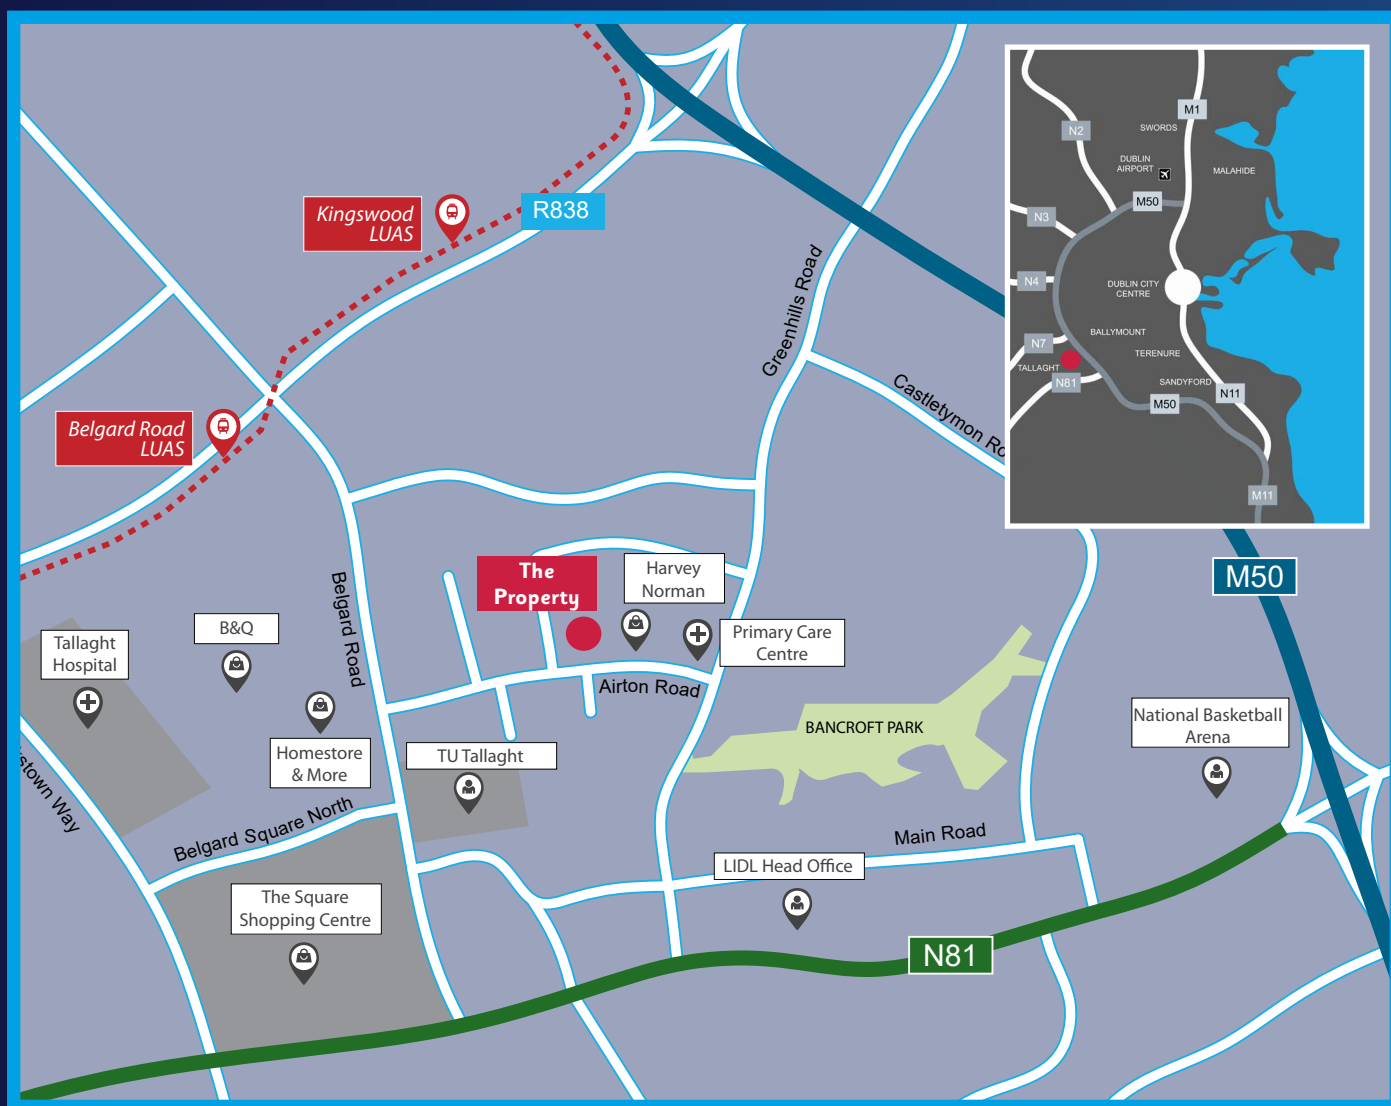 Kingswood
LUAS
R838
Belgard Road
LUAS
Greenhills Road
Castletymon
M1
N2
SWORDS
DUBLIN
AIRPORT
MALAHIDE
M50
N3
N4
DUBLIN CITY
CENTRE
BALLYMOUNT
N7
TERENURE
TALLAGHT
N81
SANDYFORD
N11
M50
M11
M50
The
Property
Harvey
Norman
Primary Care
Centre
Belgard Road
Airton Road
B&Q
Tallaght
Hospital
Homestore
& More
TU Tallaght
BANCROFT PARK
National Basketball
Arena
Way
Belgard Square North
Main Road
LIDL Head Office
The Square
Shopping Centre
N81